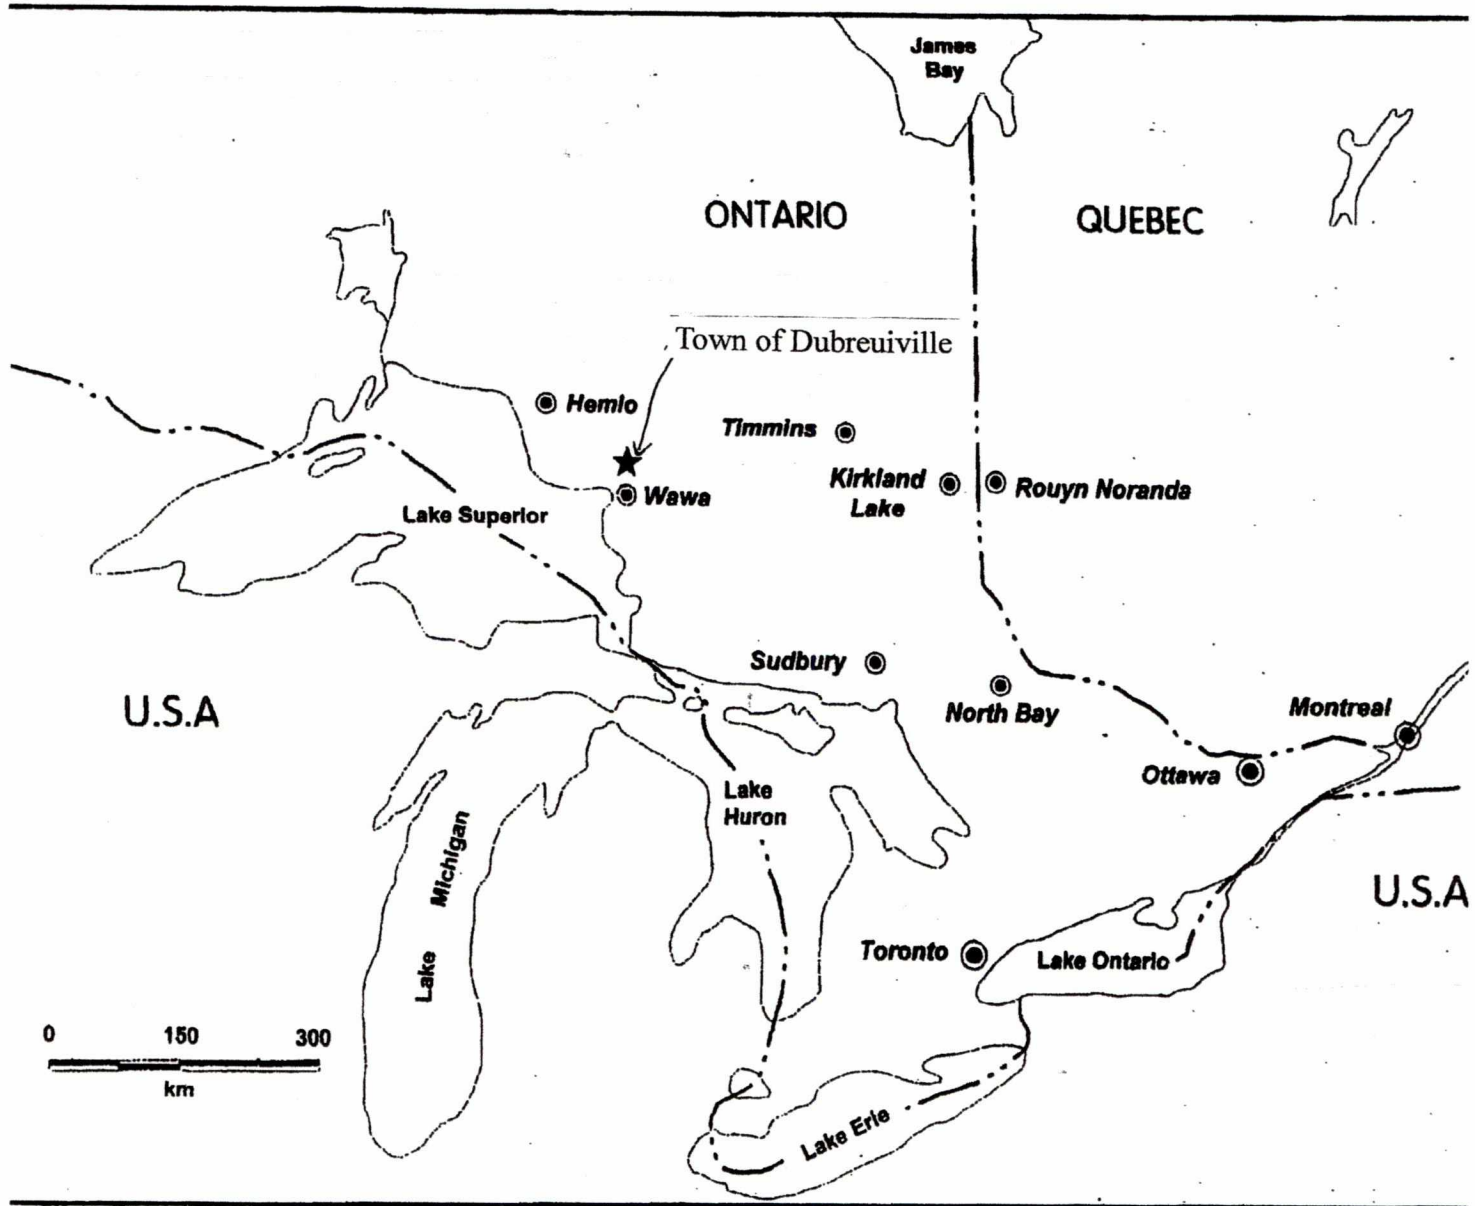 James
Bay
ONTARIO
QUEBEC
Town of Dubreuiville
Hemlo
Timmins
Kirkland
Lake
Rouyn Noranda
Wawa
Lake Superior
Sudbury
North Bay
Montreal
U.S.A
Ottawa
Lake
Huron
Lake Michigan
U.S.A
Toronto
Lake Ontario
0 150 300
km
Lake Erie